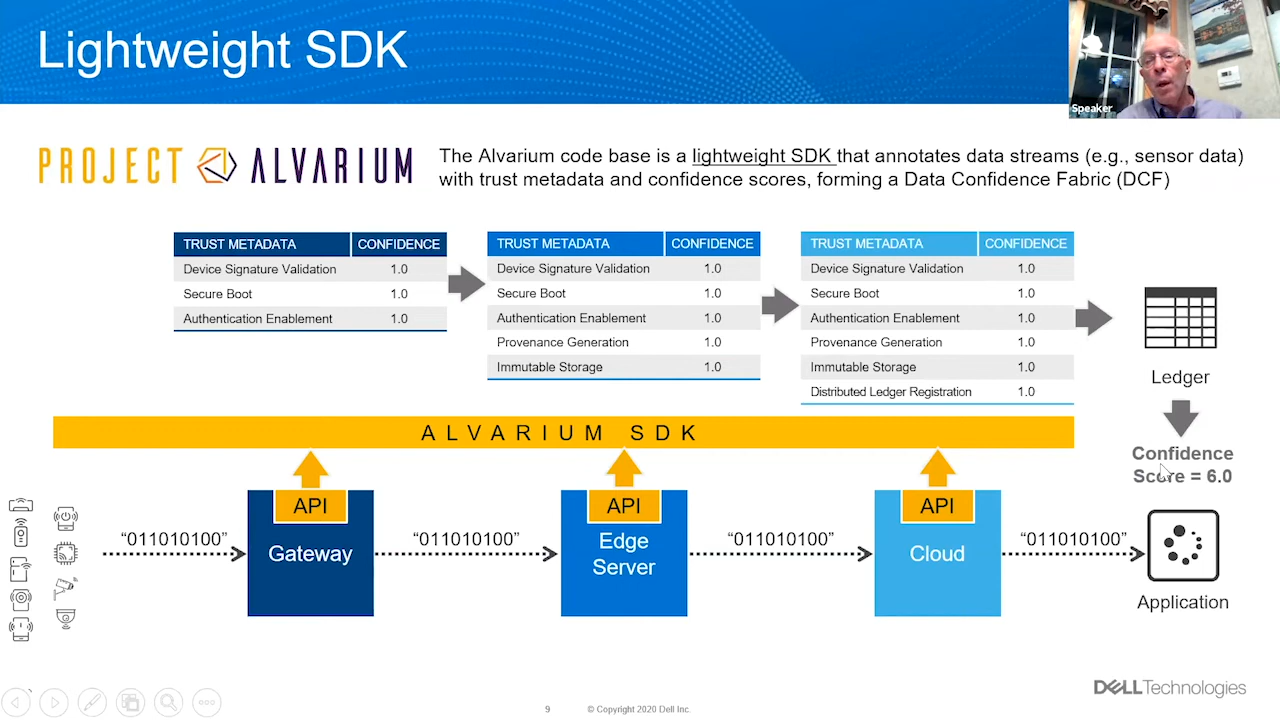 Lightweight SDK
Speaker
PROJECT ALVARIUM
The Alvarium code base is a lightweight SDK that annotates data streams (e.g., sensor data)
with trust metadata and confidence scores, forming a Data Confidence Fabric (DCF)
TRUST METADATA CONFIDENCE
Device Signature Validation 1.0
Secure Boot 1.0
Authentication Enablement 1.0
TRUST METADATA CONFIDENCE
Device Signature Validation 1.0
Secure Boot 1.0
Authentication Enablement 1.0
Provenance Generation 1.0
Immutable Storage 1.0
TRUST METADATA CONFIDENCE
Device Signature Validation 1.0
Secure Boot 1.0
Authentication Enablement 1.0
Provenance Generation 1.0
Immutable Storage 1.0
Distributed Ledger Registration 1.0
Ledger
Confidence
Score = 6.0
ALVARIUM SDK
API
API
API
“011010100”
Gateway
“011010100”
Edge
Server
“011010100”
Cloud
“011010100”
Application
DELLTechnologies
9
© Copyright 2020 Dell Inc.